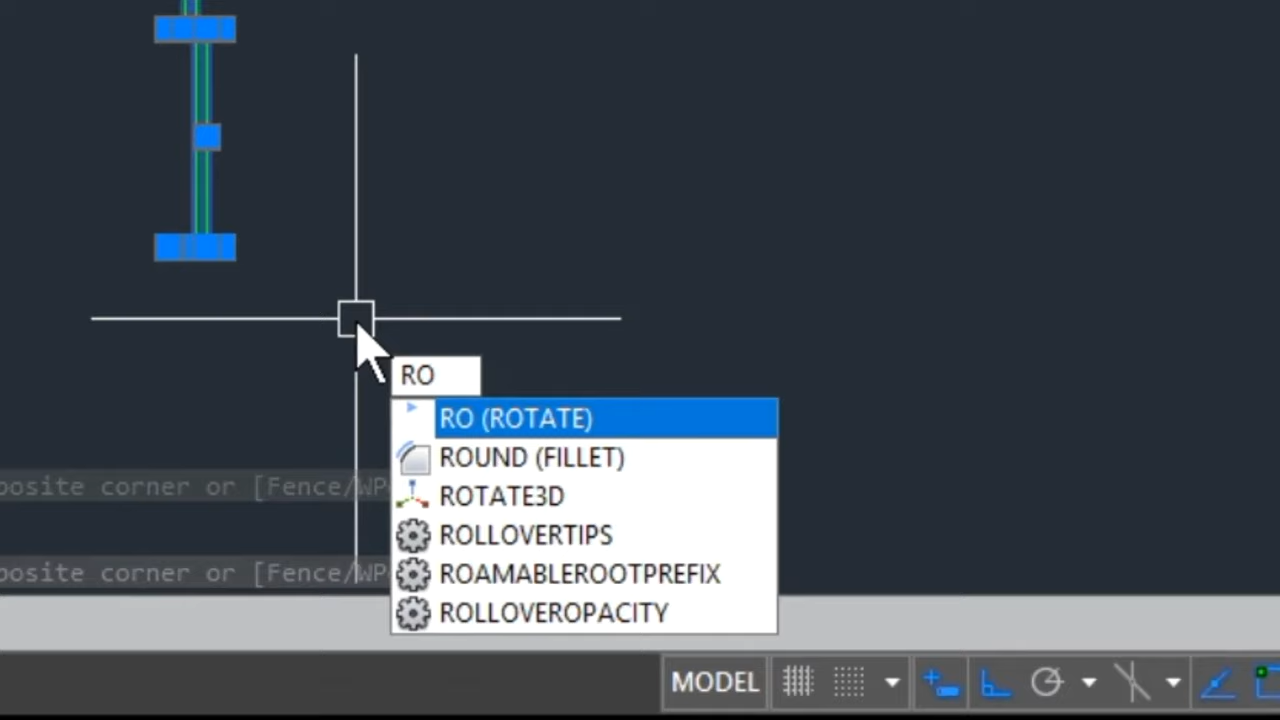 RO
RO (ROTATE)
ROUND (FILLET)
posite corner or [Fence/WP
ROTATE3D
ROLLOVERTIPS
posite corner or [Fence/WP
ROAMABLEROOTPREFIX
ROLLOVEROPACITY
MODEL